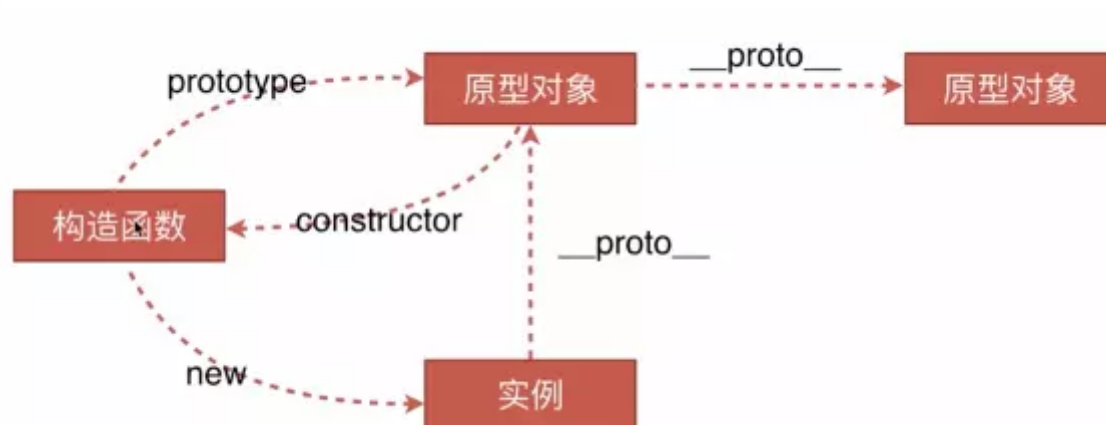 prototype
原型对象
__proto__
原型对象
构造函数
constructor
__proto__
new
实例